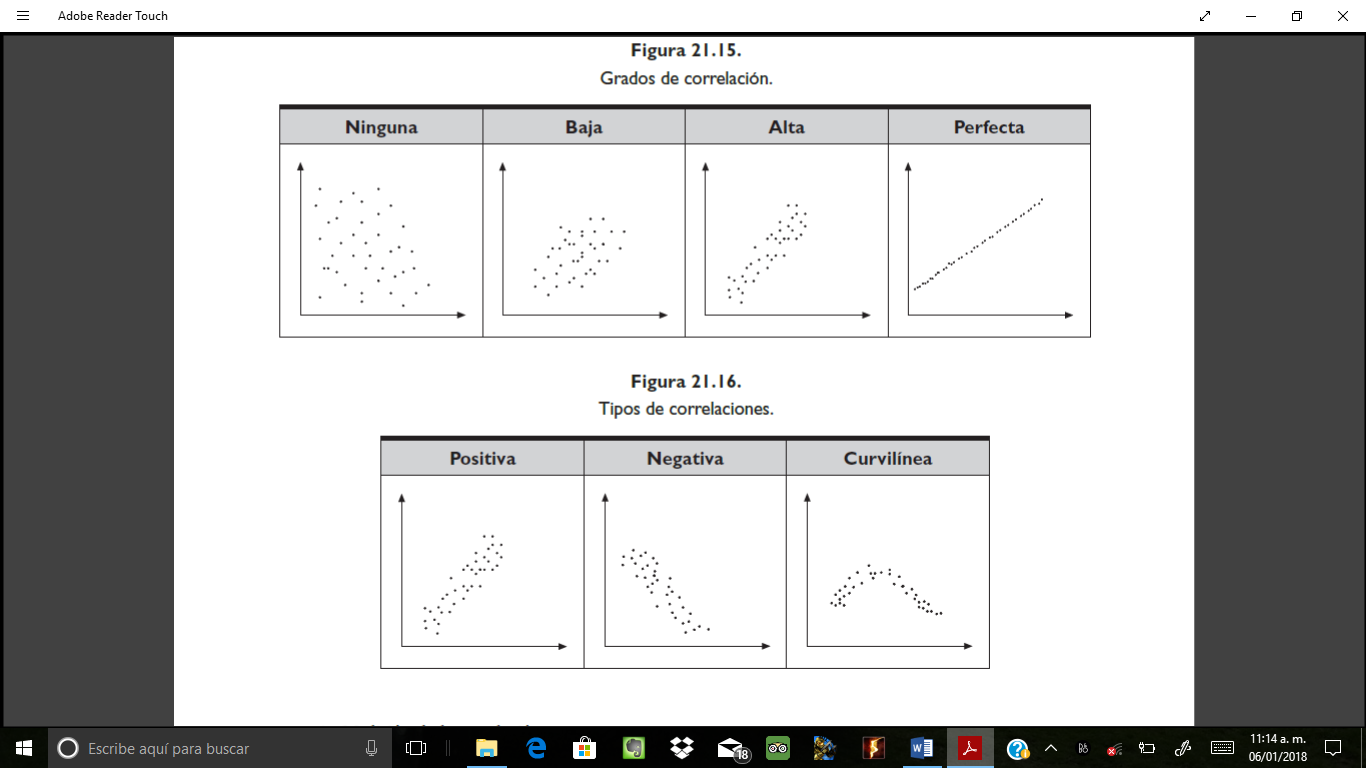 Adobe Reader Touch
Figura 21.15.
Grados de correlación.
Ninguna Baja Alta Perfecta
Figura 21.16.
Tipos de correlaciones.
Positiva Negativa Curvilínea
Escribe aquí para buscar
18
11:14 a. m.
06/01/2018